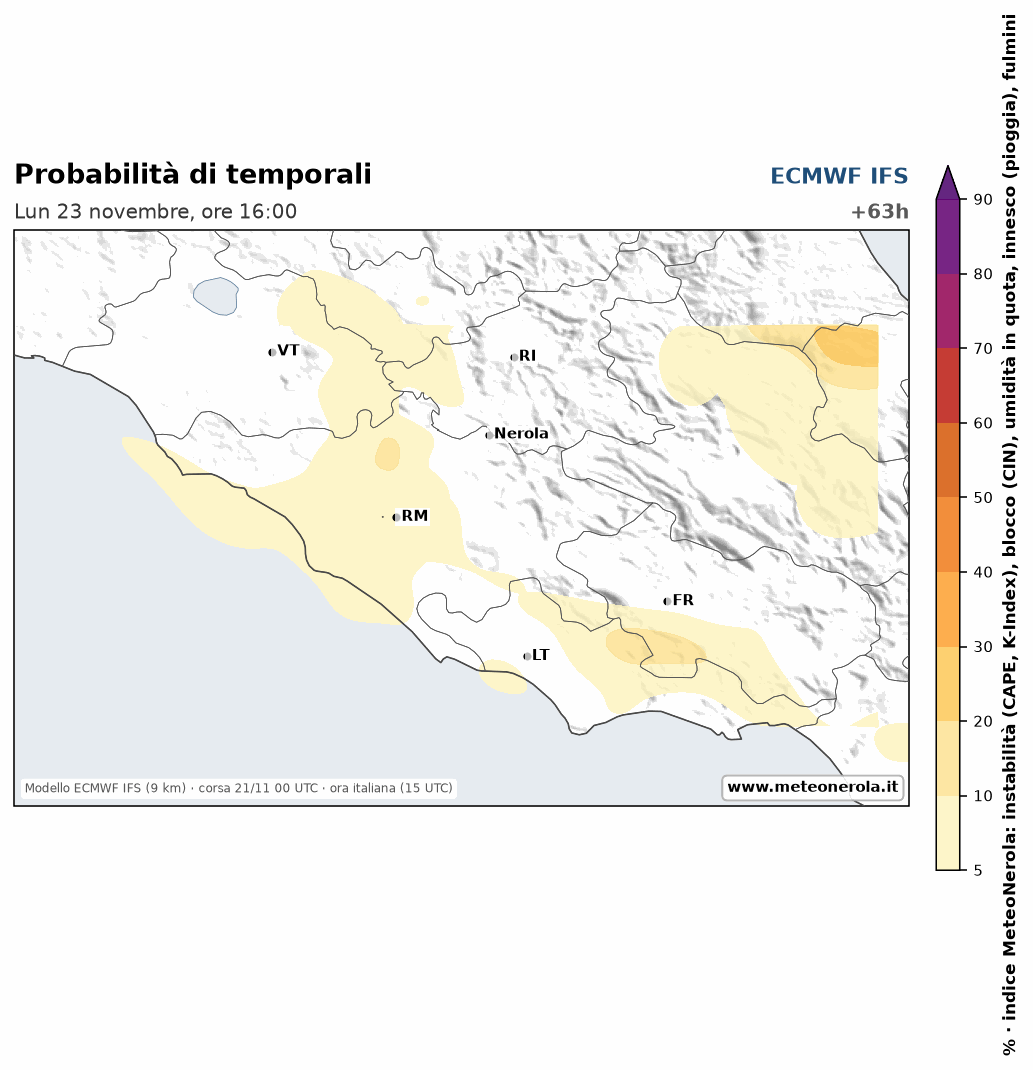 Probabilità di temporali
ECMWF IFS
Lun 23 novembre, ore 16:00
+63h
VT
RI
Nerola
RM
FR
LT
Modello ECMWF IFS (9 km) · corsa 21/11 00 UTC · ora italiana (15 UTC)
www.meteonerola.it
90
80
70
60
50
40
30
20
10
5
% · indice MeteoNerola: instabilità (CAPE, K-Index), blocco (CIN), umidità in quota, innesco (pioggia), fulmini